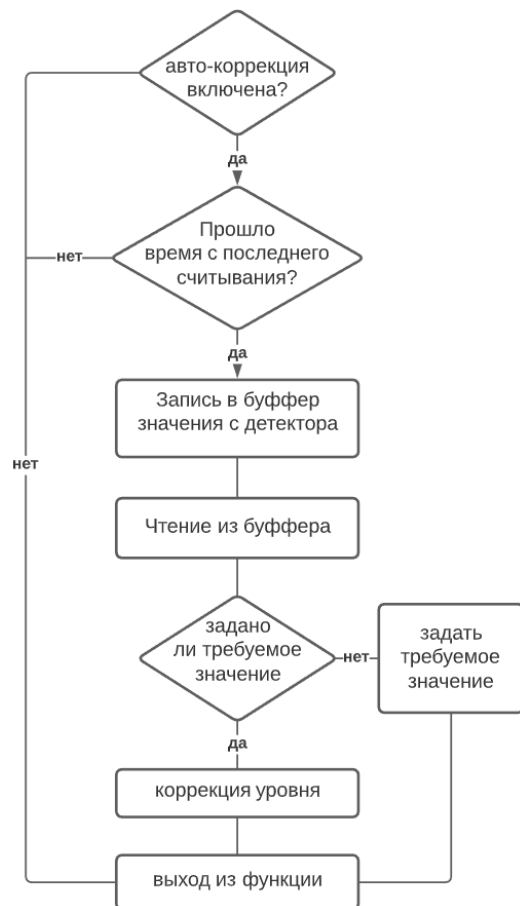 авто-коррекция
включена?
да
Прошло
время с последнего
считывания?
нет
да
Запись в буффер
значения с детектора
нет
Чтение из буффера
задано
ли требуемое
значение
нет
задать
требуемое
значение
да
коррекция уровня
выход из функции